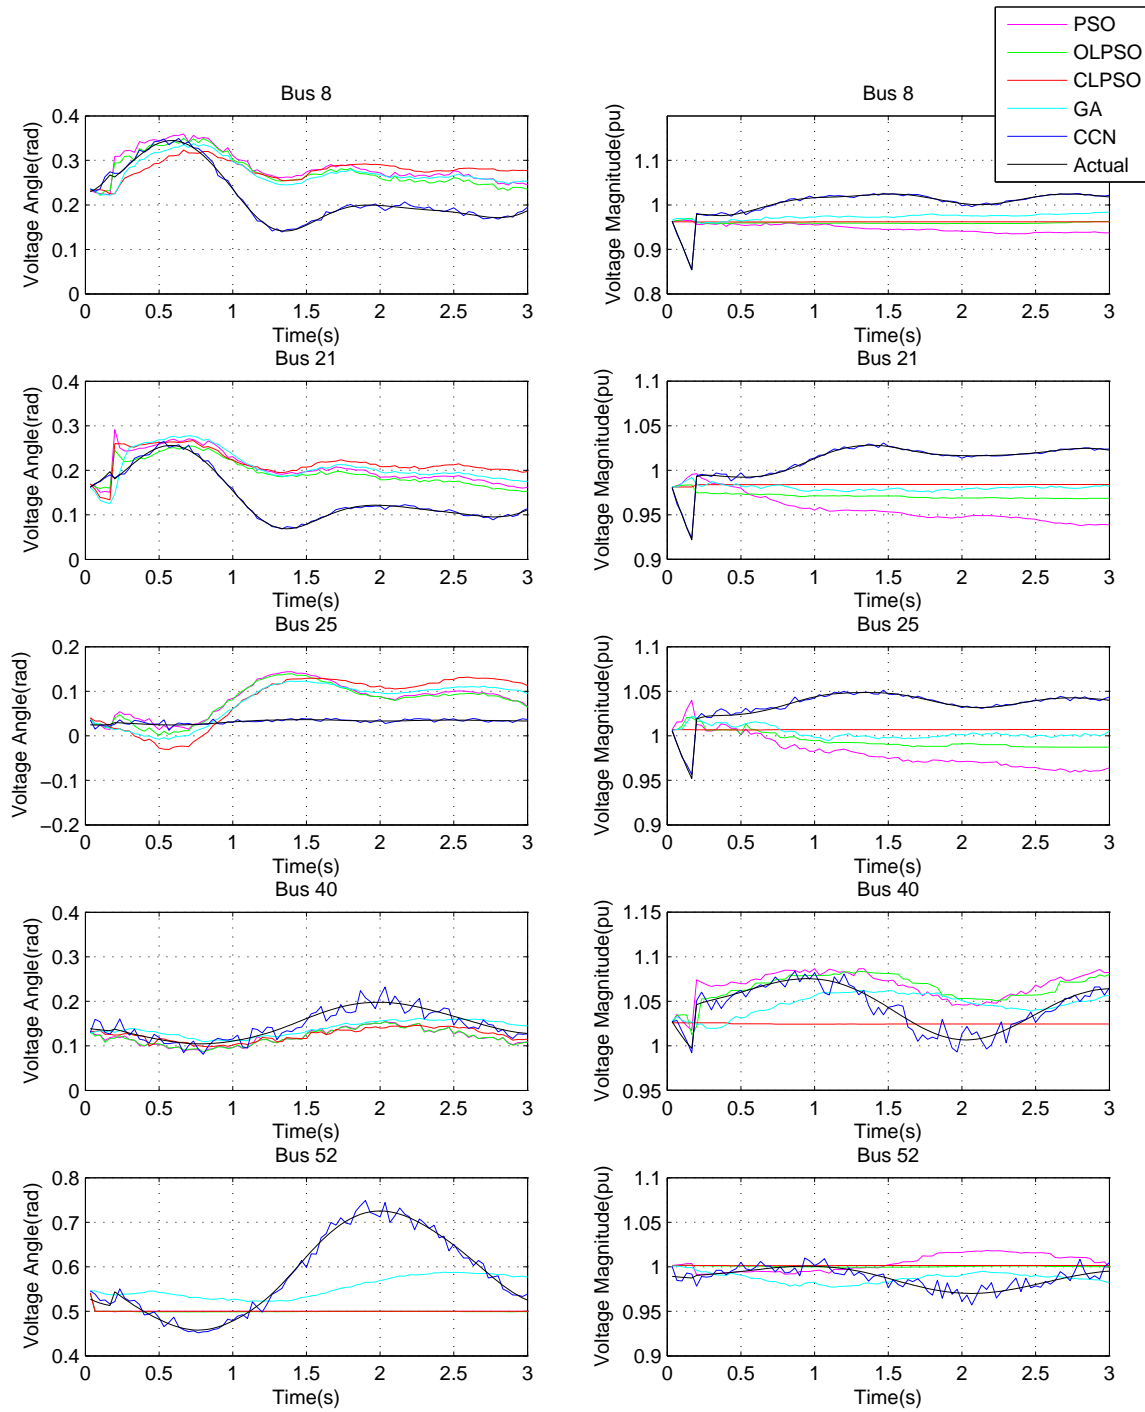 PSO
OLPSO
CLPSO
GA
CCN
Actual
Bus 8
Voltage Angle(rad)
0.4
0.3
0.2
0.1
0
0 0.5 1 1.5 2 2.5 3
Time(s)
Bus 8
Voltage Magnitude(pu)
1.1
1
0.9
0.8
0 0.5 1 1.5 2 2.5 3
Time(s)
Bus 21
Voltage Angle(rad)
0.4
0.3
0.2
0.1
0
0 0.5 1 1.5 2 2.5 3
Time(s)
Bus 21
Voltage Magnitude(pu)
1.1
1.05
1
0.95
0.9
0 0.5 1 1.5 2 2.5 3
Time(s)
Bus 25
Voltage Angle(rad)
0.2
0.1
0
−0.1
−0.2
0 0.5 1 1.5 2 2.5 3
Time(s)
Bus 25
Voltage Magnitude(pu)
1.1
1.05
1
0.95
0.9
0 0.5 1 1.5 2 2.5 3
Time(s)
Bus 40
Voltage Angle(rad)
0.4
0.3
0.2
0.1
0
0 0.5 1 1.5 2 2.5 3
Time(s)
Bus 40
Voltage Magnitude(pu)
1.15
1.1
1.05
1
0.95
0 0.5 1 1.5 2 2.5 3
Time(s)
Bus 52
Voltage Angle(rad)
0.8
0.7
0.6
0.5
0.4
0 0.5 1 1.5 2 2.5 3
Time(s)
Bus 52
Voltage Magnitude(pu)
1.1
1.05
1
0.95
0.9
0 0.5 1 1.5 2 2.5 3
Time(s)